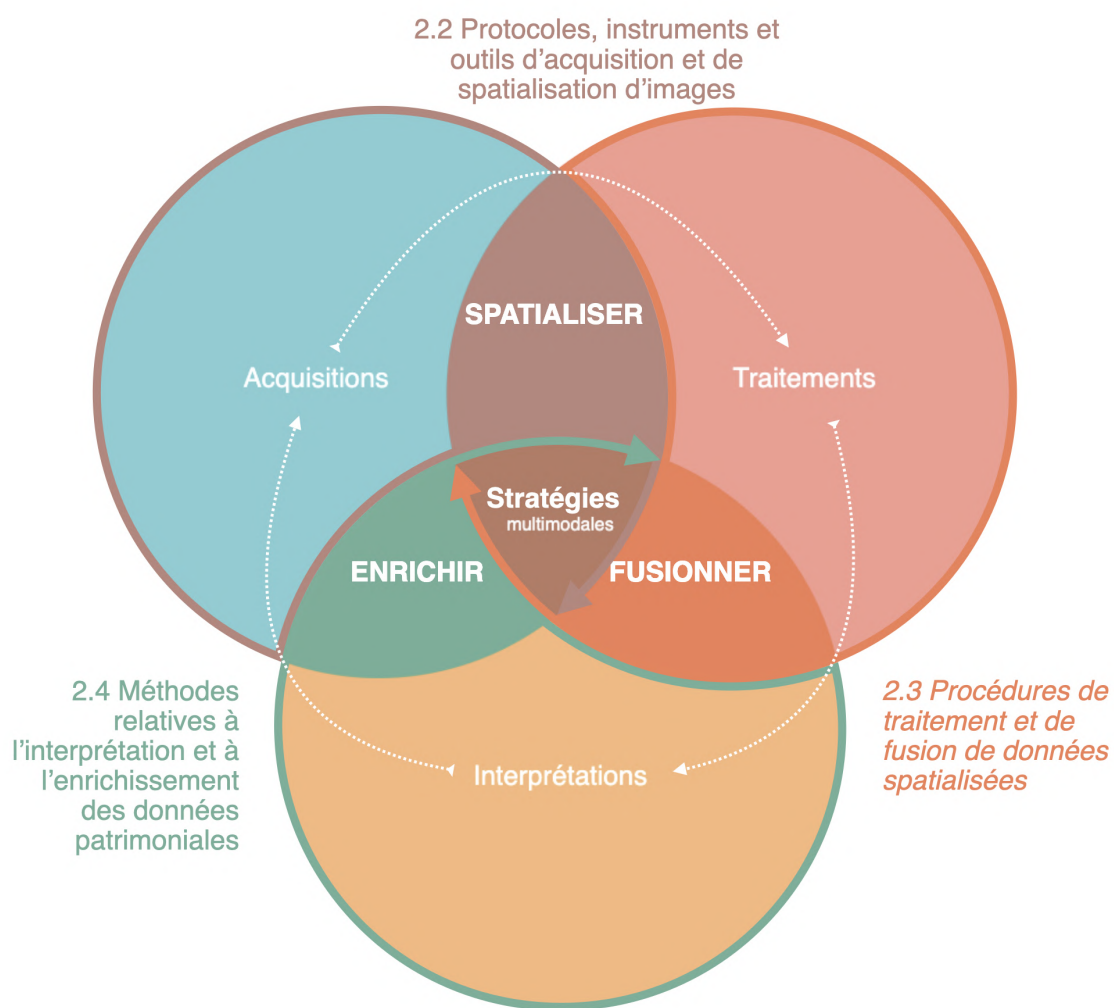 2.2 Protocoles, instruments et
outils d’acquisition et de
spatialisation d’images
SPATIALISER
Acquisitions
Traitements
Stratégies
multimodales
ENRICHIR
FUSIONNER
2.4 Méthodes
relatives à
l’interprétation et à
l’enrichissement
des données
patrimoniales
2.3 Procédures de
traitement et de
fusion de données
spatialisées
Interprétations